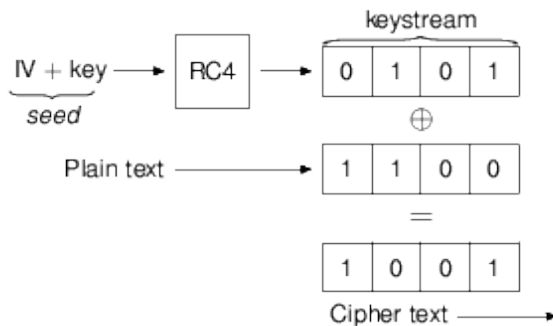 keystream
IV + key RC4 0 1 0 1
seed
⊕
Plain text 1 1 0 0
=
1 0 0 1
Cipher text